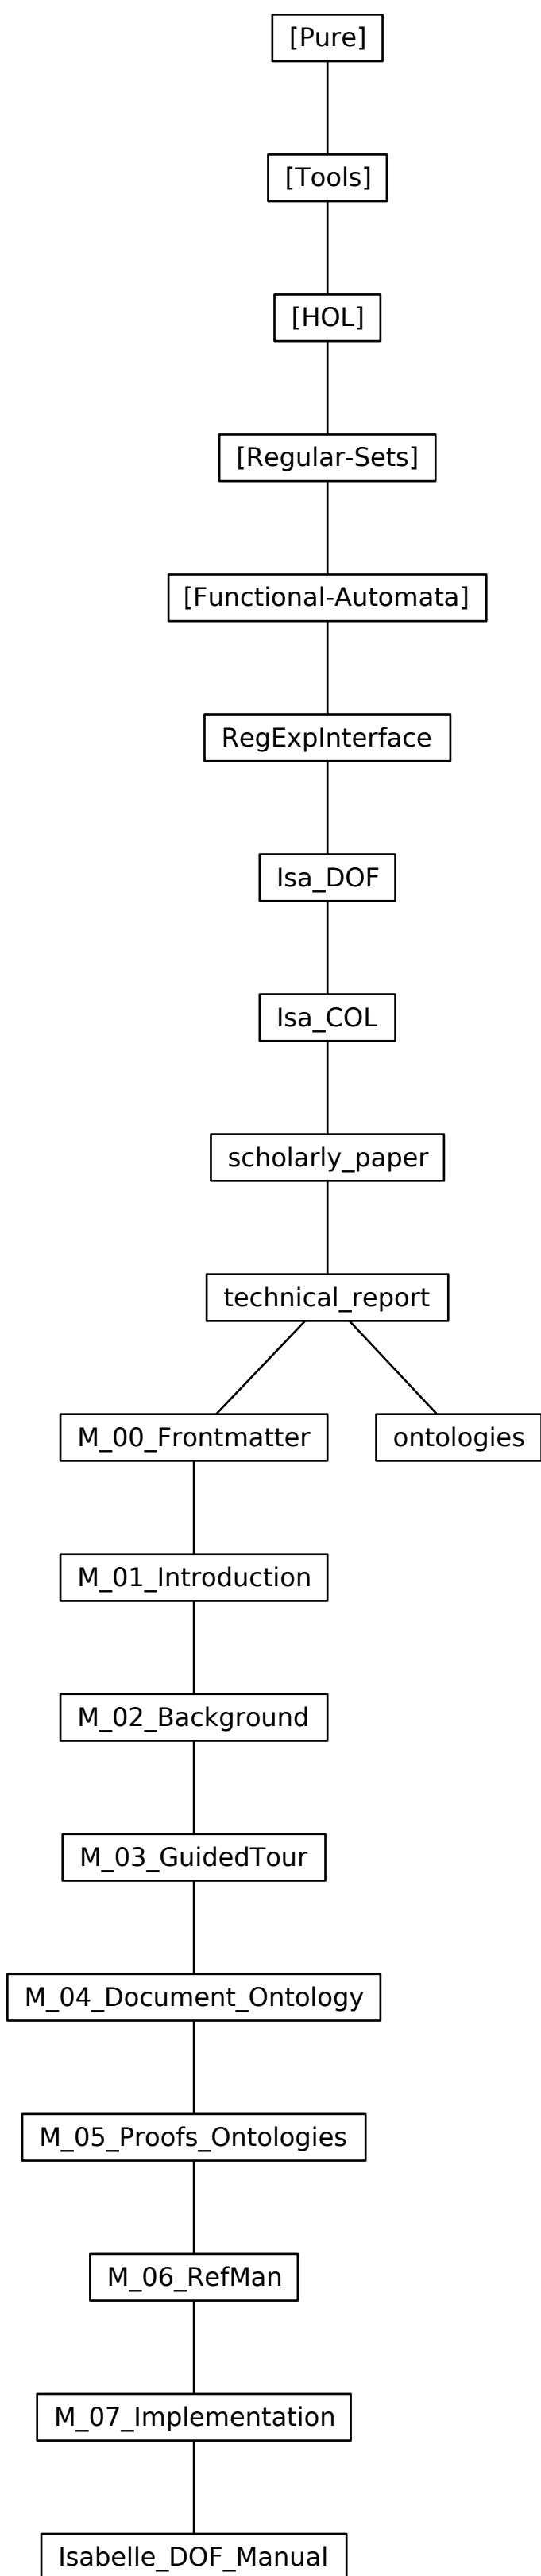 [Pure]
[Tools]
[HOL]
[Regular-Sets]
[Functional-Automata]
RegExpInterface
Isa_DOF
Isa_COL
scholarly_paper
technical_report
M_00_Frontmatter
ontologies
M_01_Introduction
M_02_Background
M_03_GuidedTour
M_04_Document_Ontology
M_05_Proofs_Ontologies
M_06_RefMan
M_07_Implementation
Isabelle_DOF_Manual